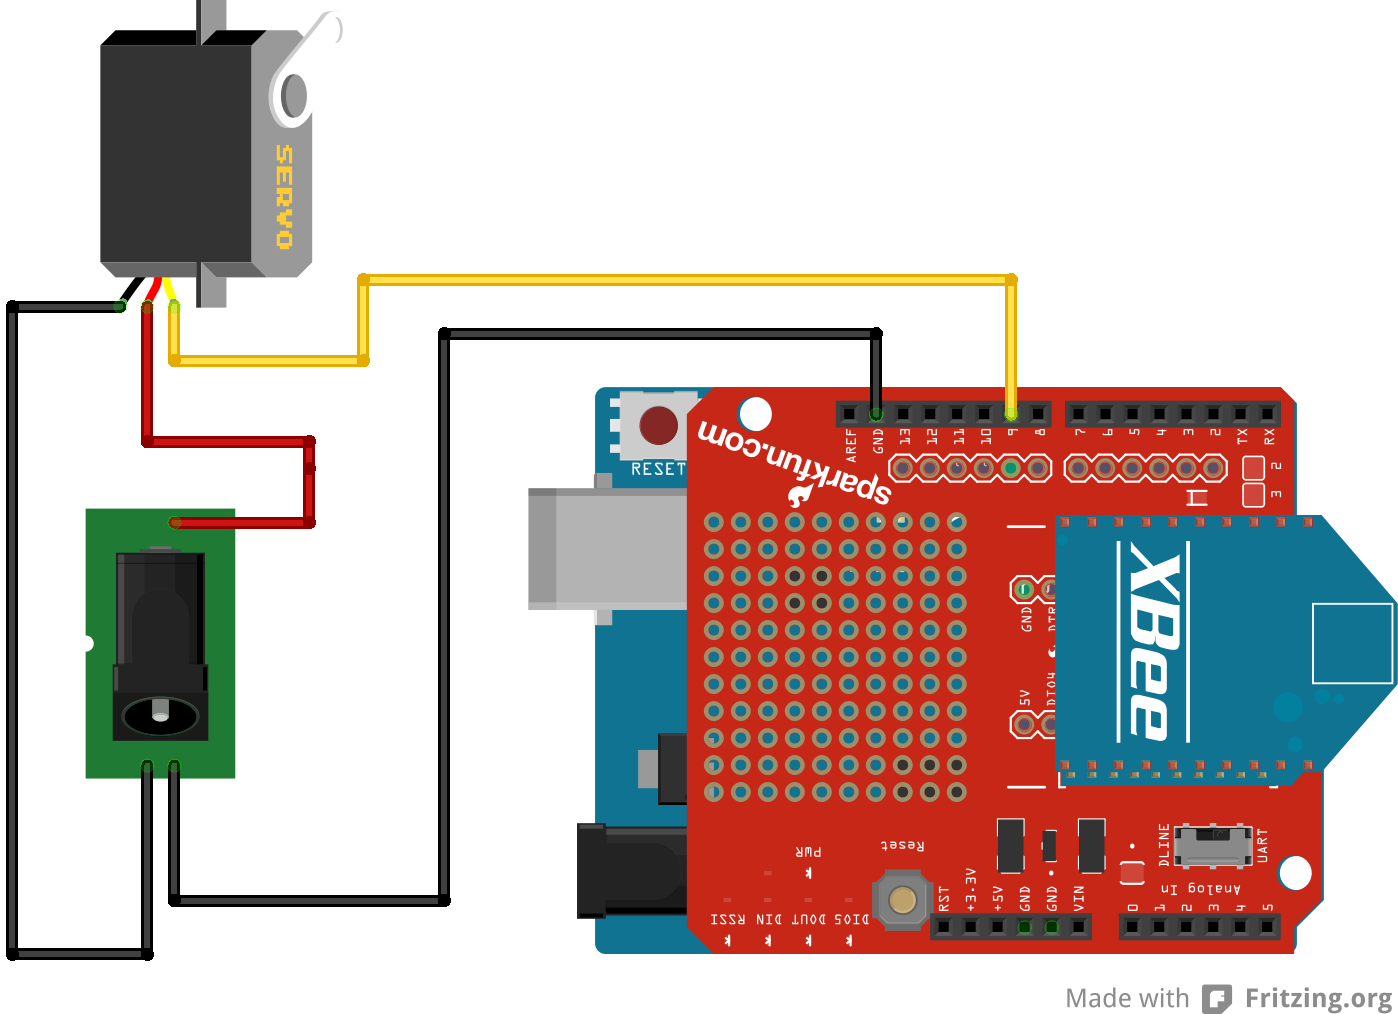 SERVO
RESET
sparkfun.com
AREF
GND
13
12
11
10
9
8
7
6
5
4
3
2
TX
RX
2
3
XBee
GND
5V
DIO4
PWR
Reset
DLINE
UART
Analog In
RSSI
DIN
DOUT
DIO5
RST
+3.3V
+5V
GND
GND
VIN
0
1
2
3
4
5
Made with Fritzing.org